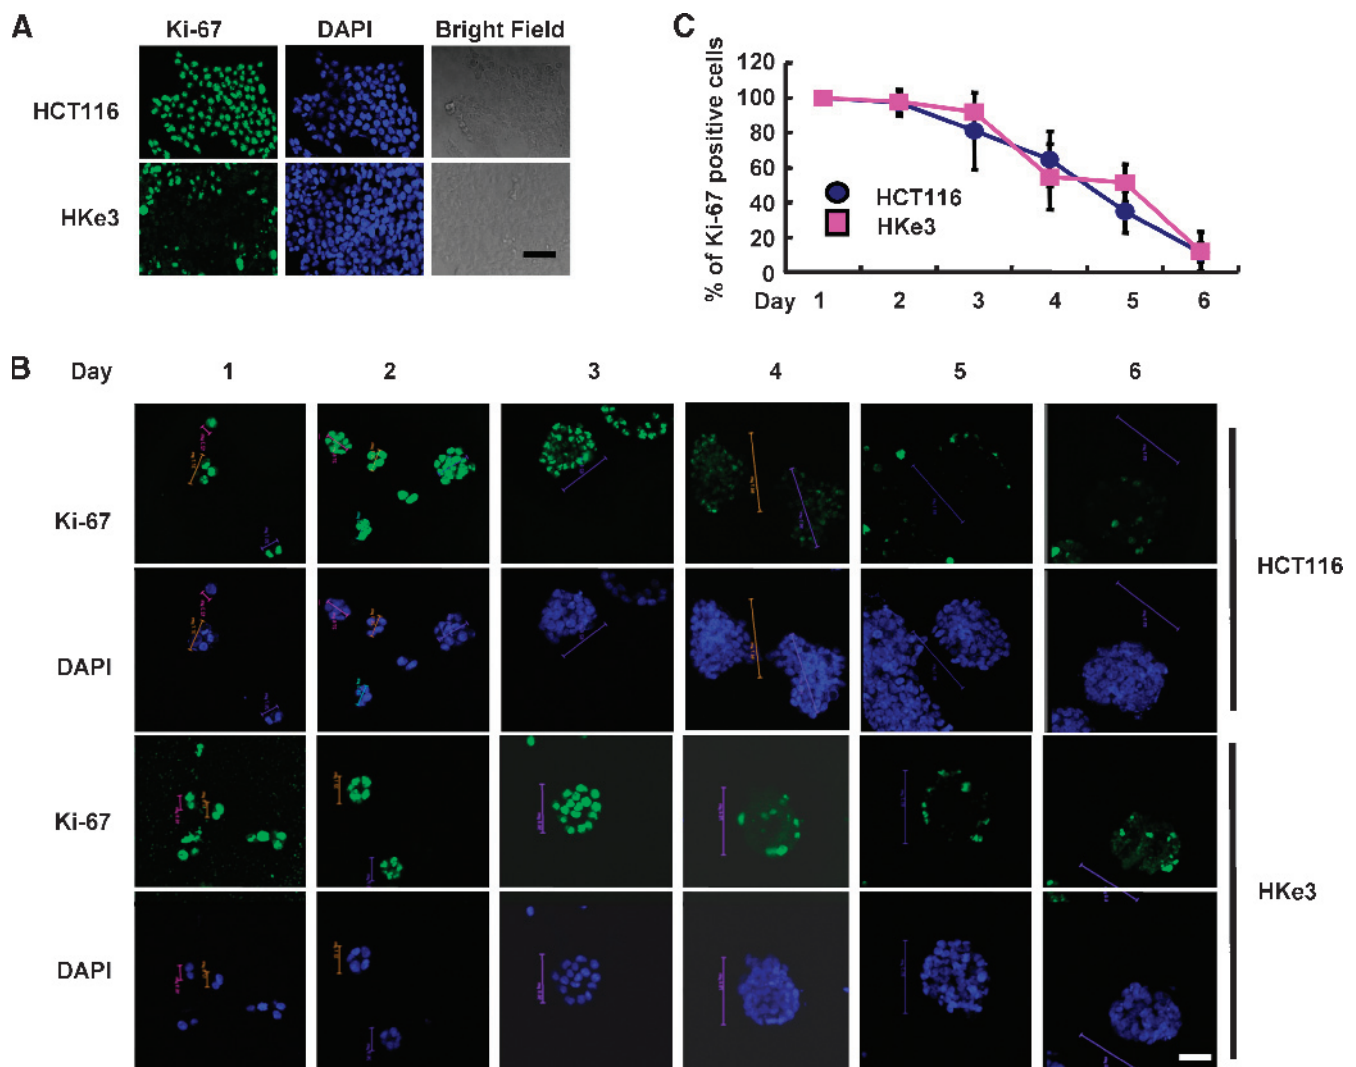 A
Ki-67 DAPI Bright Field
HCT116
HKe3
C
% of Ki-67 positive cells
120
100
80
60
40
20
0
HCT116
HKe3
Day 1 2 3 4 5 6
B Day 1 2 3 4 5 6
Ki-67
DAPI
HCT116
Ki-67
DAPI
HKe3